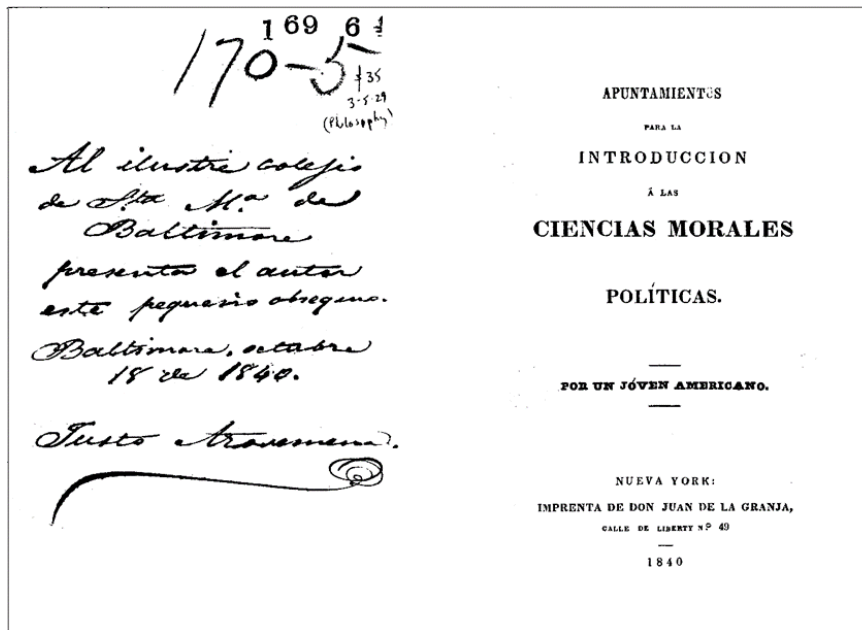 169 6
170-5
$35
3-5-29
(Philosophy)
Al ilustre colejio
de Sta Mª de
Baltimore
presenta el autor
este pequeño obsequio.
Baltimore, octubre
18 de 1840.
Justo Arosemena.
APUNTAMIENTOS
PARA LA
INTRODUCCION
Á LAS
CIENCIAS MORALES
POLÍTICAS.
POR UN JÓVEN AMERICANO.
NUEVA YORK:
IMPRENTA DE DON JUAN DE LA GRANJA,
CALLE DE LIBERTY Nº 49
1840